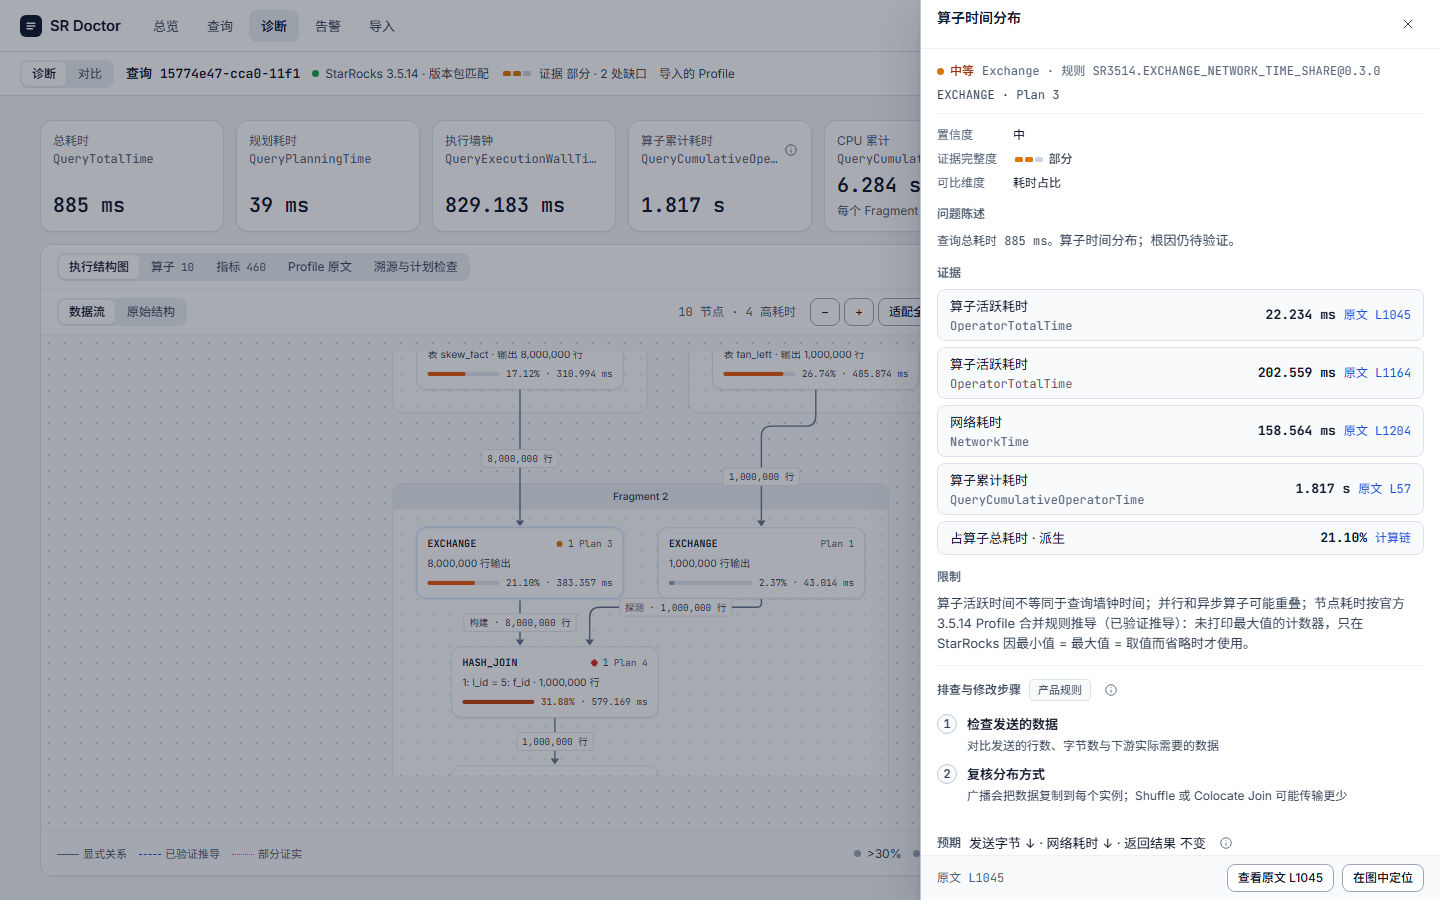 SR Doctor 总览 查询 诊断 告警 导入
诊断 对比 查询 15774e47-cca0-11f1 StarRocks 3.5.14 · 版本包匹配 证据 部分 · 2 处缺口 导入的 Profile
总耗时
QueryTotalTime
885 ms
规划耗时
QueryPlanningTime
39 ms
执行墙钟
QueryExecutionWallTi…
829.183 ms
算子累计耗时
QueryCumulativeOpe…
1.817 s
CPU 累计
QueryCumulat
6.284 s
每个 Fragment
执行结构图 算子 10 指标 460 Profile 原文 溯源与计划检查
数据流 原始结构 10 节点 · 4 高耗时 − + 适配全
表 skew_fact · 输出 8,000,000 行
17.12% · 310.994 ms
表 fan_left · 输出 1,000,000 行
26.74% · 485.874 ms
8,000,000 行
1,000,000 行
Fragment 2
EXCHANGE 1 Plan 3
8,000,000 行输出
21.10% · 383.357 ms
EXCHANGE Plan 1
1,000,000 行输出
2.37% · 43.014 ms
探测 · 1,000,000 行
构建 · 8,000,000 行
HASH_JOIN 1 Plan 4
1: l_id = 5: f_id · 1,000,000 行
31.88% · 579.169 ms
1,000,000 行
显式关系 已验证推导 部分证实 >30%
算子时间分布
中等 Exchange · 规则 SR3514.EXCHANGE_NETWORK_TIME_SHARE@0.3.0
EXCHANGE · Plan 3
置信度 中
证据完整度 部分
可比维度 耗时占比
问题陈述
查询总耗时 885 ms。算子时间分布；根因仍待验证。
证据
算子活跃耗时
OperatorTotalTime
22.234 ms 原文 L1045
算子活跃耗时
OperatorTotalTime
202.559 ms 原文 L1164
网络耗时
NetworkTime
158.564 ms 原文 L1204
算子累计耗时
QueryCumulativeOperatorTime
1.817 s 原文 L57
占算子总耗时 · 派生 21.10% 计算链
限制
算子活跃时间不等同于查询墙钟时间；并行和异步算子可能重叠；节点耗时按官方
3.5.14 Profile 合并规则推导（已验证推导）：未打印最大值的计数器，只在
StarRocks 因最小值 = 最大值 = 取值而省略时才使用。
排查与修改步骤 产品规则
1 检查发送的数据
对比发送的行数、字节数与下游实际需要的数据
2 复核分布方式
广播会把数据复制到每个实例；Shuffle 或 Colocate Join 可能传输更少
预期 发送字节 ↓ · 网络耗时 ↓ · 返回结果 不变
原文 L1045 查看原文 L1045 在图中定位